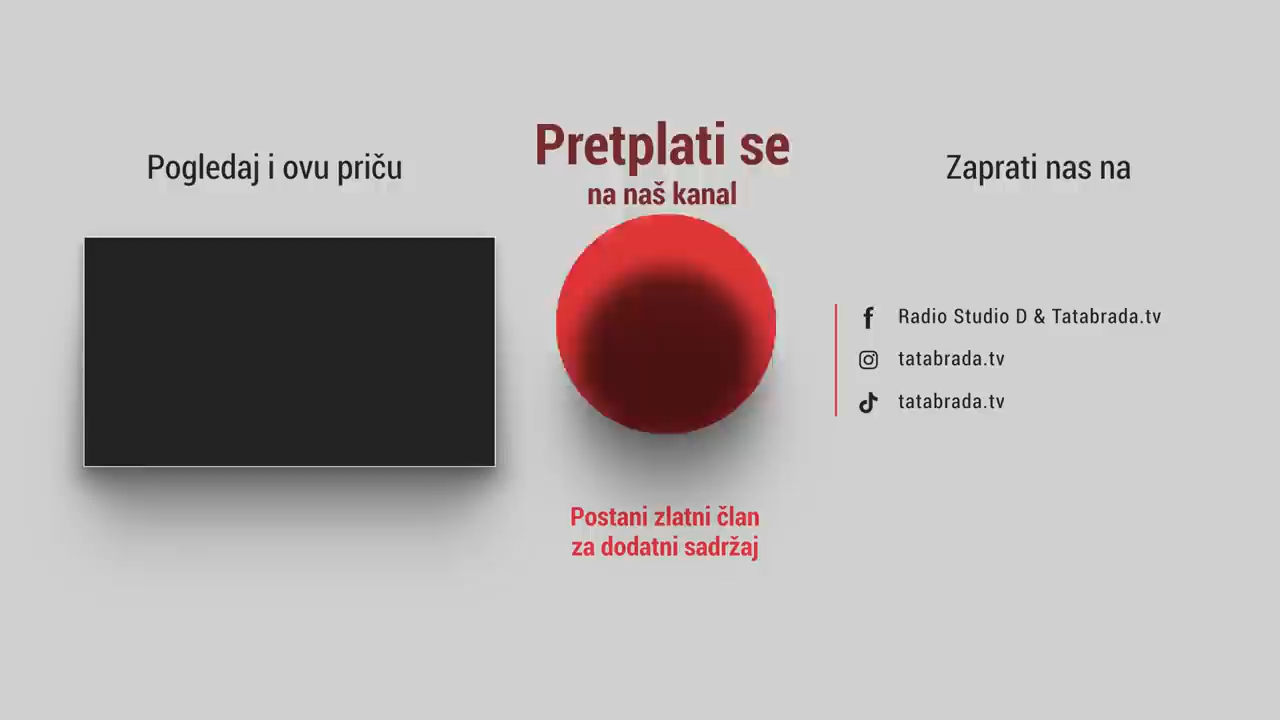 Pogledaj i ovu priču
Pretplati se
na naš kanal
Postani zlatni član
za dodatni sadržaj
Zaprati nas na
Radio Studio D & Tatabrada.tv
tatabrada.tv
tatabrada.tv